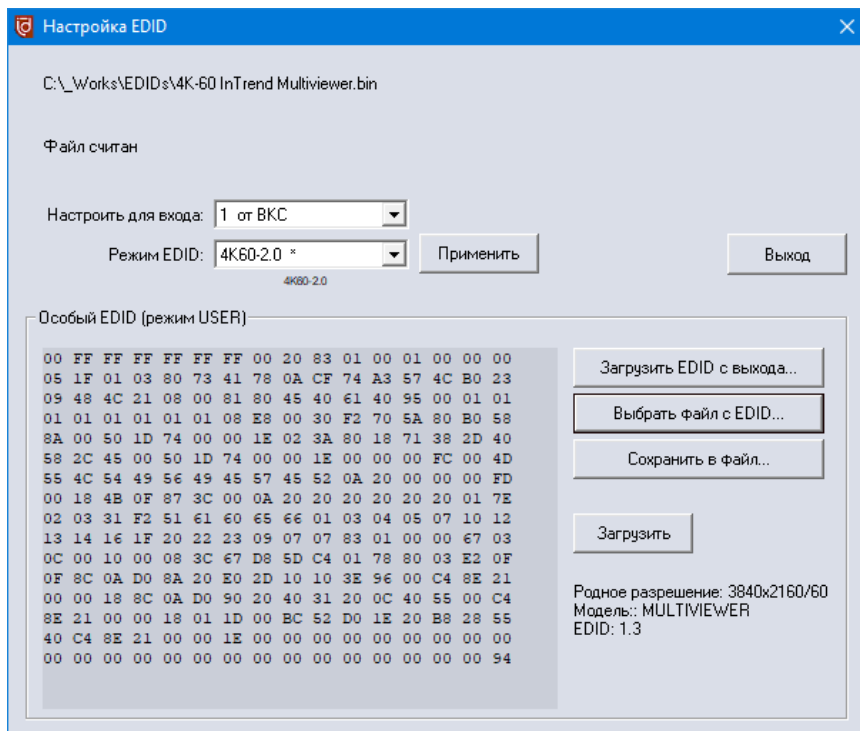 Настройка EDID
C:\_Works\EDIDs\4K-60 InTrend Multiviewer.bin
Файл считан
Настроить для входа: 1 от ВКС
Режим EDID: 4K60-2.0 * Применить Выход
4K60-2.0
Особый EDID (режим USER)
00 FF FF FF FF FF FF 00 20 83 01 00 01 00 00 00
05 1F 01 03 80 73 41 78 0A CF 74 A3 57 4C B0 23
09 48 4C 21 08 00 81 80 45 40 61 40 95 00 01 01
01 01 01 01 01 01 08 E8 00 30 F2 70 5A 80 B0 58
8A 00 50 1D 74 00 00 1E 02 3A 80 18 71 38 2D 40
58 2C 45 00 50 1D 74 00 00 1E 00 00 00 FC 00 4D
55 4C 54 49 56 49 45 57 45 52 0A 20 00 00 00 FD
00 18 4B 0F 87 3C 00 0A 20 20 20 20 20 20 01 7E
02 03 31 F2 51 61 60 65 66 01 03 04 05 07 10 12
13 14 16 1F 20 22 23 09 07 07 83 01 00 00 67 03
0C 00 10 00 08 3C 67 D8 5D C4 01 78 80 03 E2 0F
0F 8C 0A D0 8A 20 E0 2D 10 10 3E 96 00 C4 8E 21
00 00 18 8C 0A D0 90 20 40 31 20 0C 40 55 00 C4
8E 21 00 00 18 01 1D 00 BC 52 D0 1E 20 B8 28 55
40 C4 8E 21 00 00 1E 00 00 00 00 00 00 00 00 00
00 00 00 00 00 00 00 00 00 00 00 00 00 00 00 94
Загрузить EDID с выхода...
Выбрать файл с EDID...
Сохранить в файл...
Загрузить
Родное разрешение: 3840x2160/60
Модель:: MULTIVIEWER
EDID: 1.3